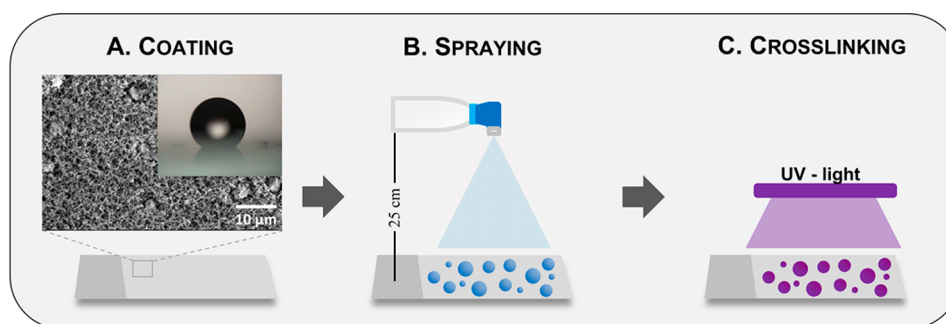 A. COATING
B. SPRAYING
C. CROSSLINKING
10 µm
25 cm
UV - light